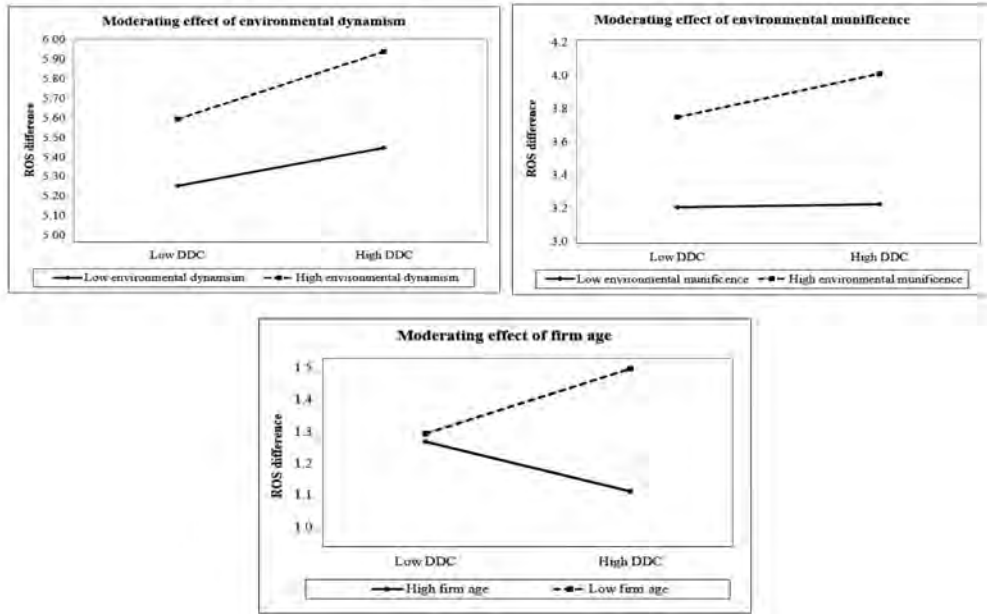 Moderating effect of environmental dynamism
6.00
5.90
5.80
5.70
5.60
5.50
5.40
5.30
5.20
5.10
5.00
ROS difference
Low DDC High DDC
Low environmental dynamsim High environmental dynamism
Moderating effect of environmental munificence
4.2
4.0
3.8
3.6
3.4
3.2
3.0
ROS difference
Low DDC High DDC
Low environmental munificence High environmental munificence
Moderating effect of firm age
1.5
1.4
1.3
1.2
1.1
1.0
ROS difference
Low DDC High DDC
High firm age Low firm age